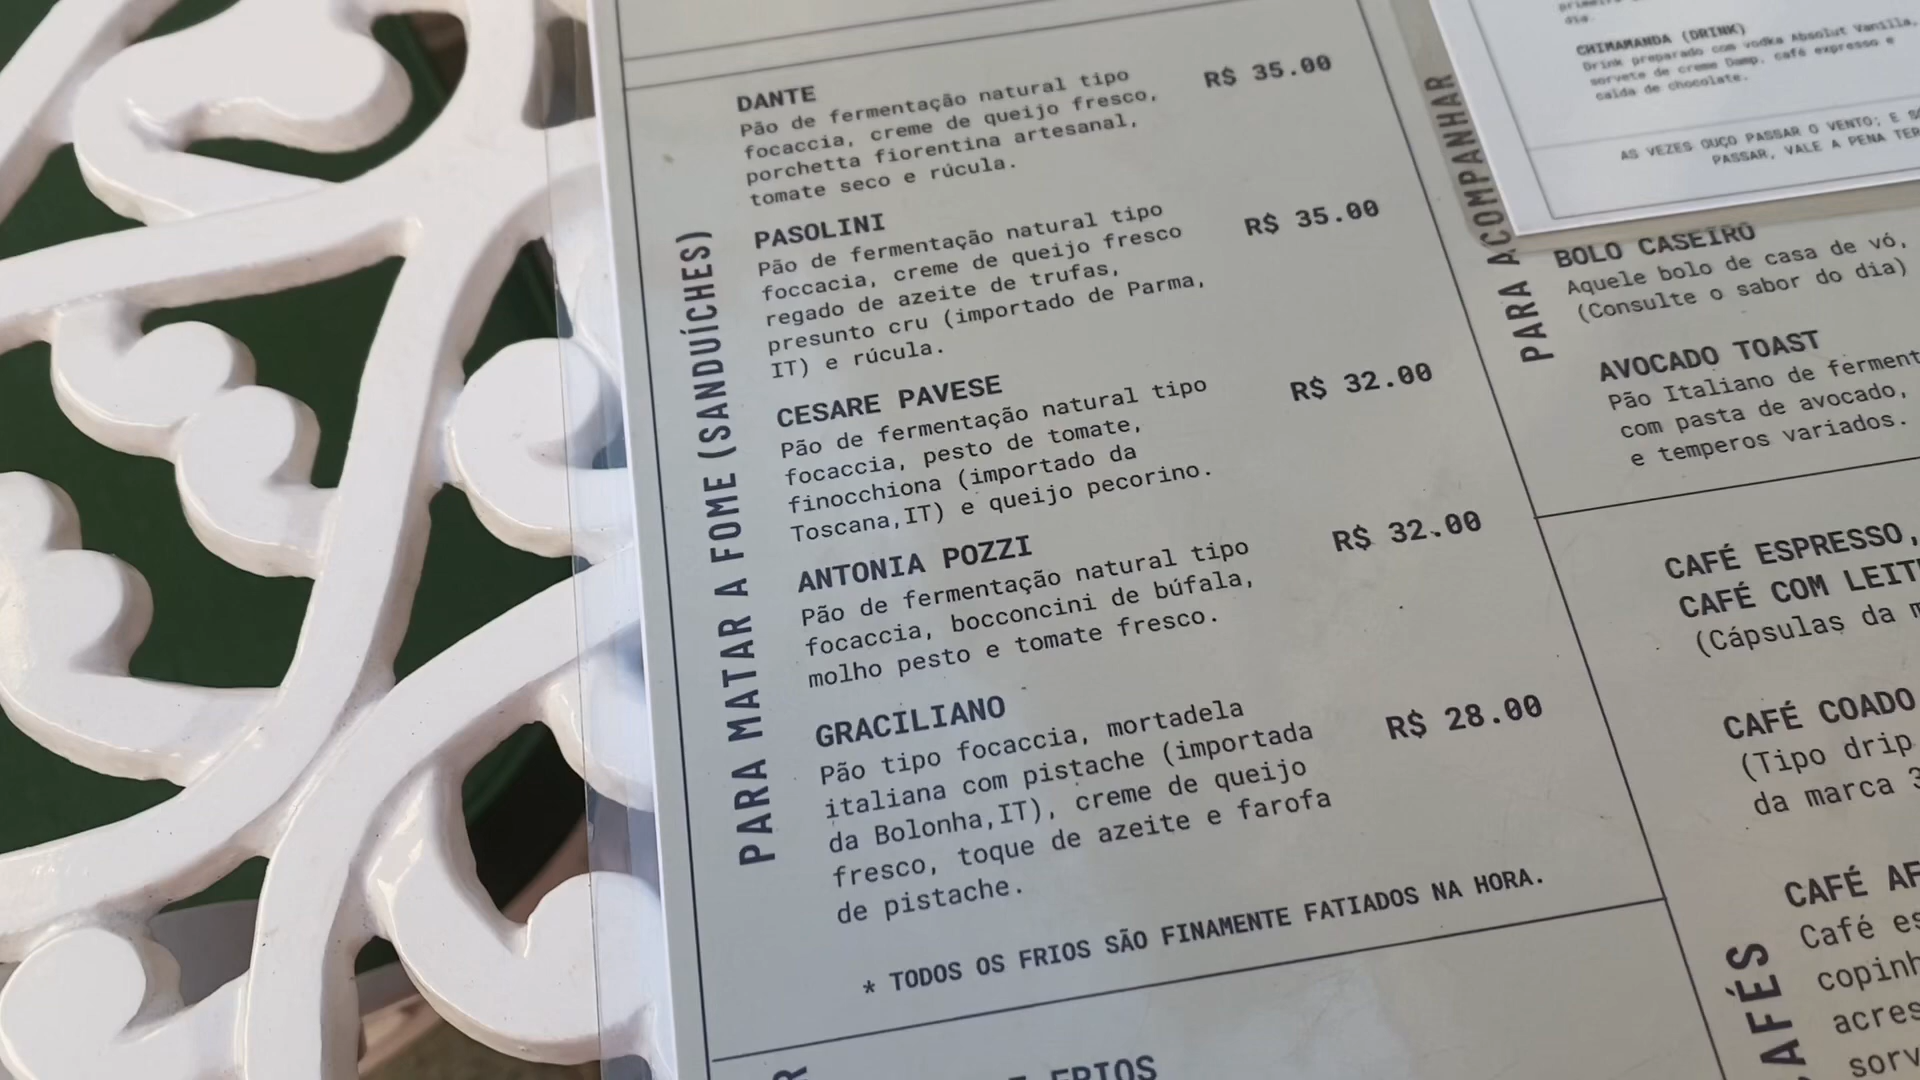 PARA MATAR A FOME (SANDUÍCHES)
DANTE
R$ 35.00
Pão de fermentação natural tipo
focaccia, creme de queijo fresco,
porchetta fiorentina artesanal,
tomate seco e rúcula.
PASOLINI
R$ 35.00
Pão de fermentação natural tipo
foccacia, creme de queijo fresco
regado de azeite de trufas,
presunto cru (importado de Parma,
IT) e rúcula.
CESARE PAVESE
R$ 32.00
Pão de fermentação natural tipo
focaccia, pesto de tomate,
finocchiona (importado da
Toscana,IT) e queijo pecorino.
ANTONIA POZZI
R$ 32.00
Pão de fermentação natural tipo
focaccia, bocconcini de búfala,
molho pesto e tomate fresco.
GRACILIANO
R$ 28.00
Pão tipo focaccia, mortadela
italiana com pistache (importada
da Bolonha,IT), creme de queijo
fresco, toque de azeite e farofa
de pistache.
* TODOS OS FRIOS SÃO FINAMENTE FATIADOS NA HORA.
FRIOS
dia.
CHIMAMANDA (DRINK)
Drink preparado com vodka Absolut Vanilla,
sorvete de creme Damp, café expresso e
calda de chocolate.
AS VEZES OUÇO PASSAR O VENTO; E SÓ
PASSAR, VALE A PENA TER
PARA ACOMPANHAR
BOLO CASEIRO
Aquele bolo de casa de vó,
(Consulte o sabor do dia)
AVOCADO TOAST
Pão Italiano de ferment
com pasta de avocado,
e temperos variados.
CAFÉ ESPRESSO,
CAFÉ COM LEIT
(Cápsulas da
CAFÉ COADO
(Tipo drip
da marca 3
AFÉS
CAFÉ AF
Café es
copinh
acres
sorv